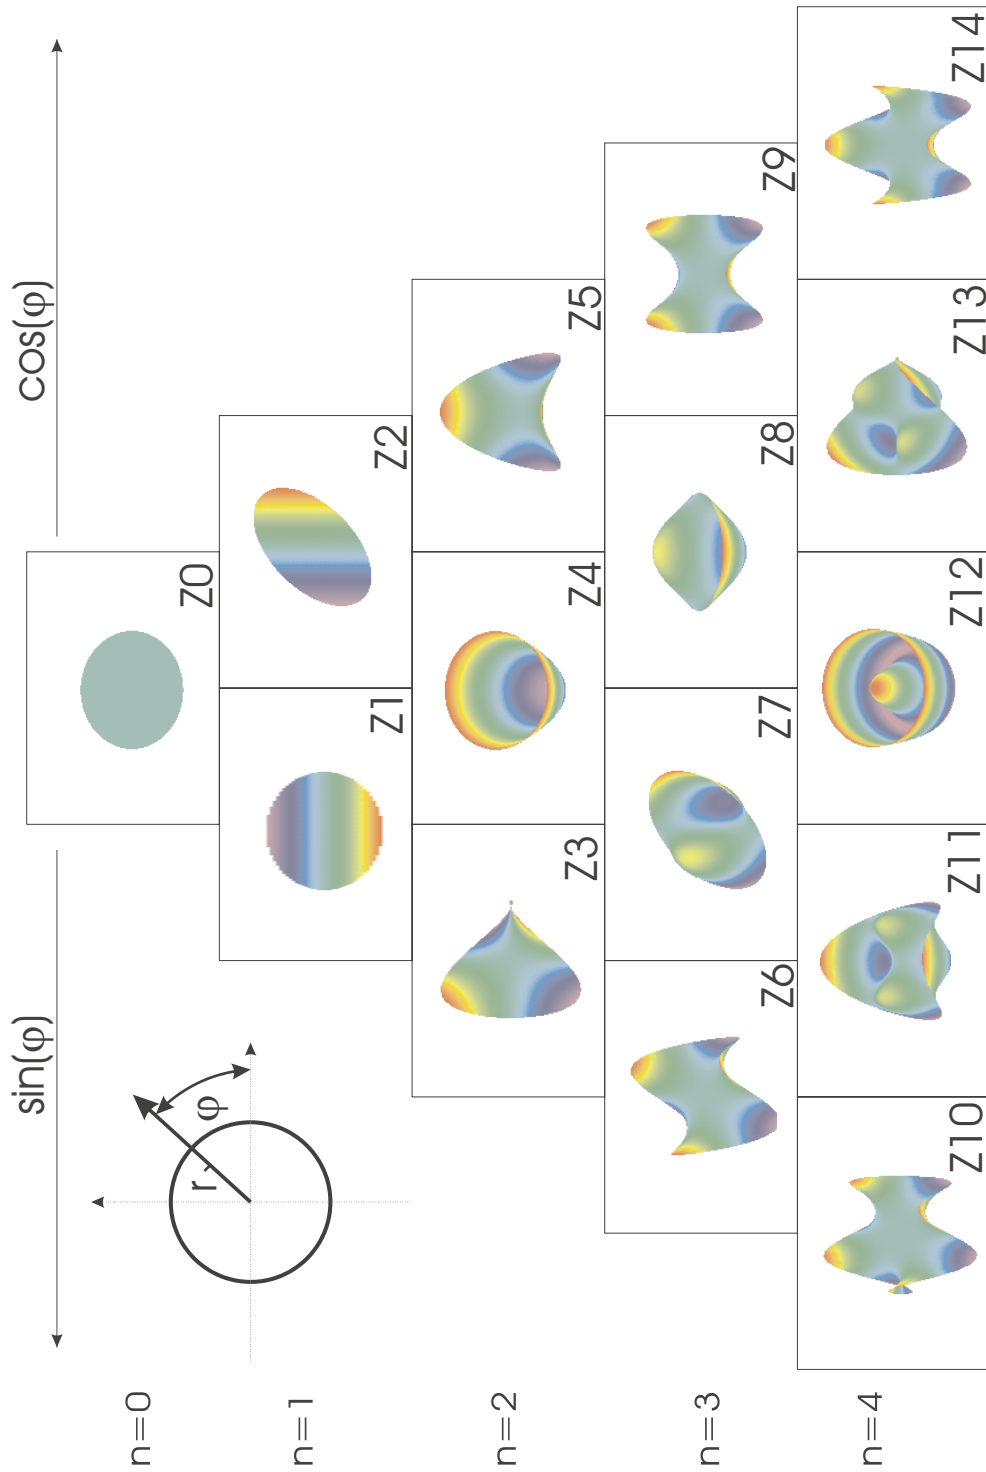 sin(φ)
cos(φ)
r
φ
n=0
Z0
n=1
Z1
Z2
n=2
Z3
Z4
Z5
n=3
Z6
Z7
Z8
Z9
n=4
Z10
Z11
Z12
Z13
Z14